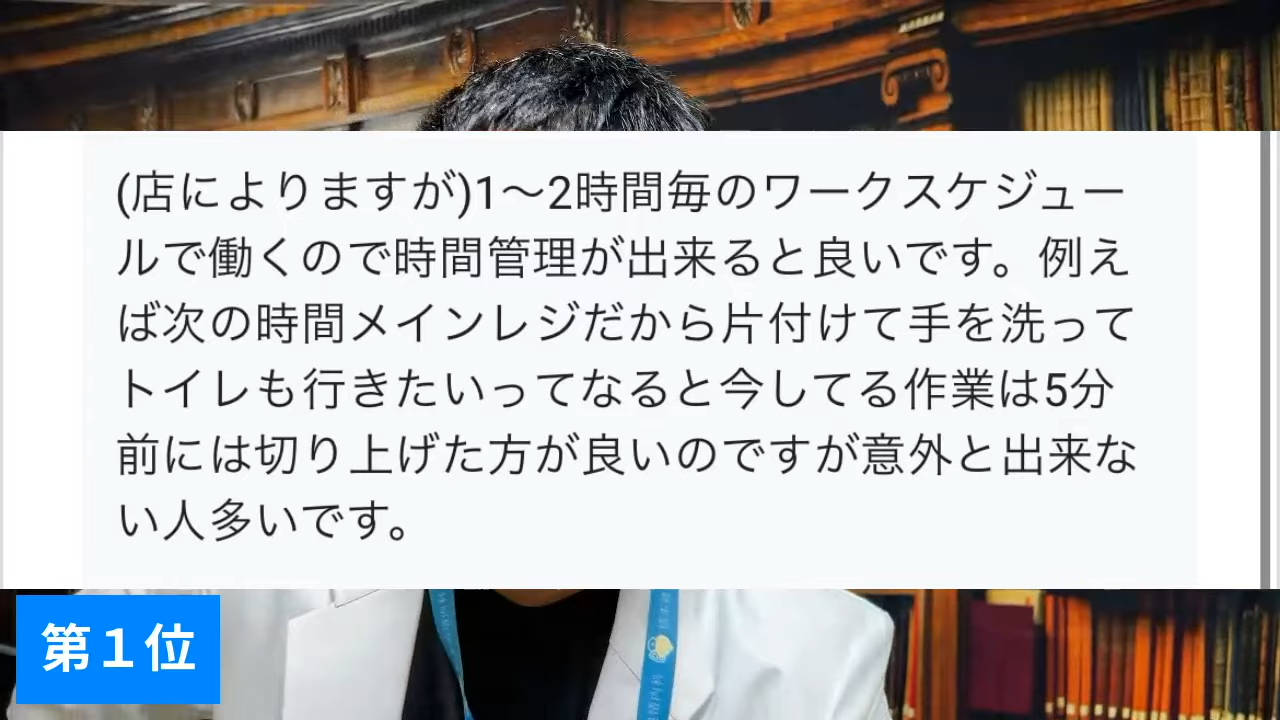 (店によりますが)1〜2時間毎のワークスケジュー
ルで働くので時間管理が出来ると良いです。例え
ば次の時間メインレジだから片付けて手を洗って
トイレも行きたいってなると今してる作業は5分
前には切り上げた方が良いのですが意外と出来な
い人多いです。
第１位